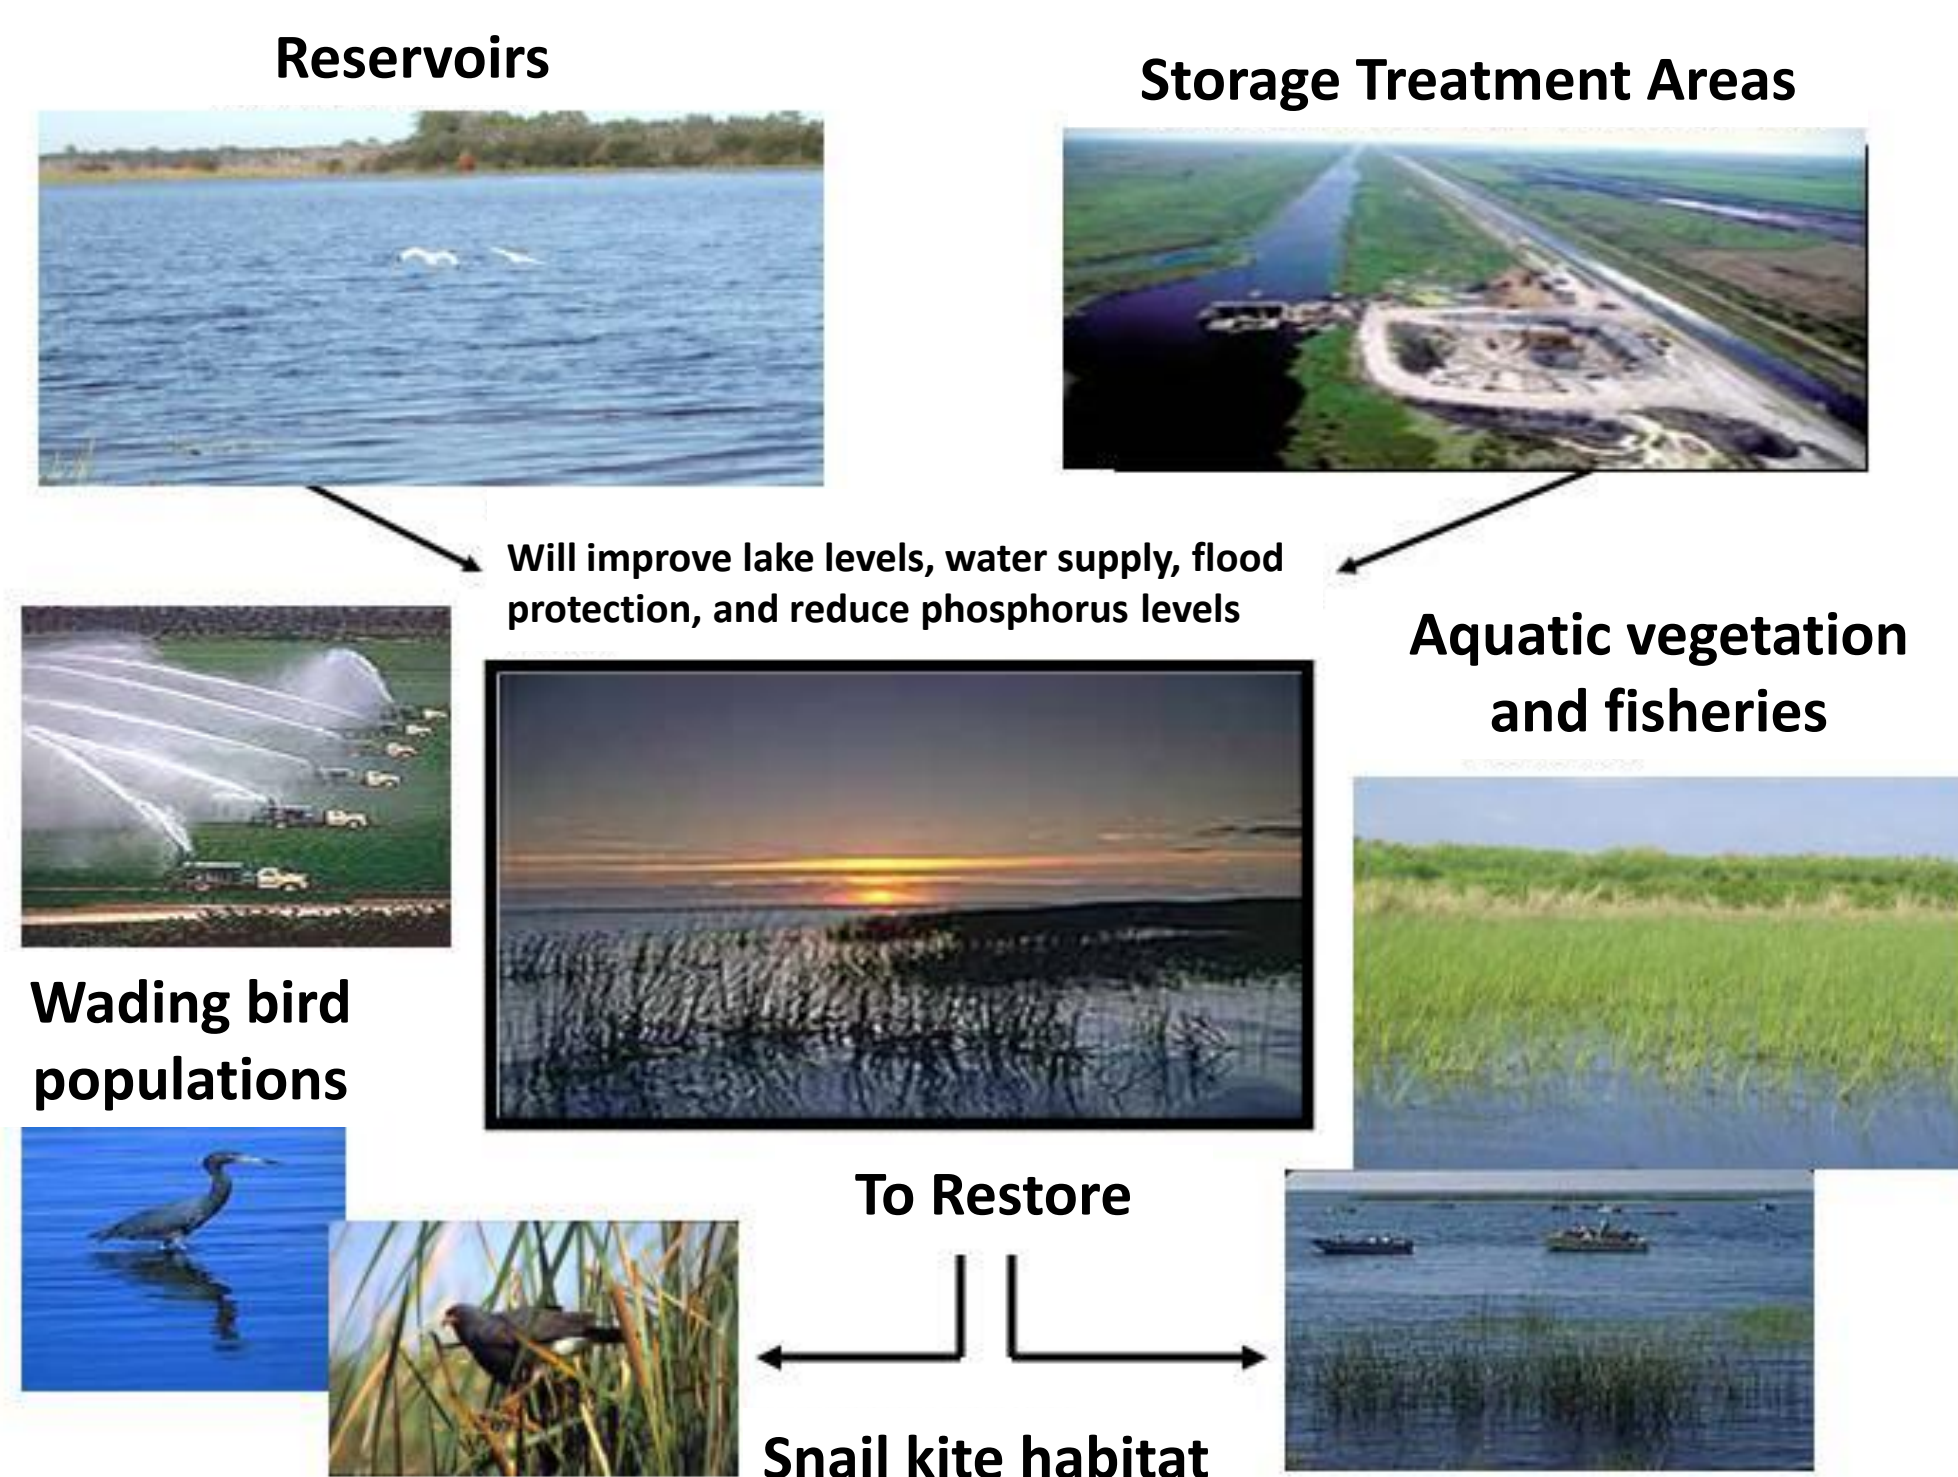 Reservoirs
Storage Treatment Areas
Will improve lake levels, water supply, flood
protection, and reduce phosphorus levels
Aquatic vegetation
and fisheries
Wading bird
populations
To Restore
Snail kite habitat